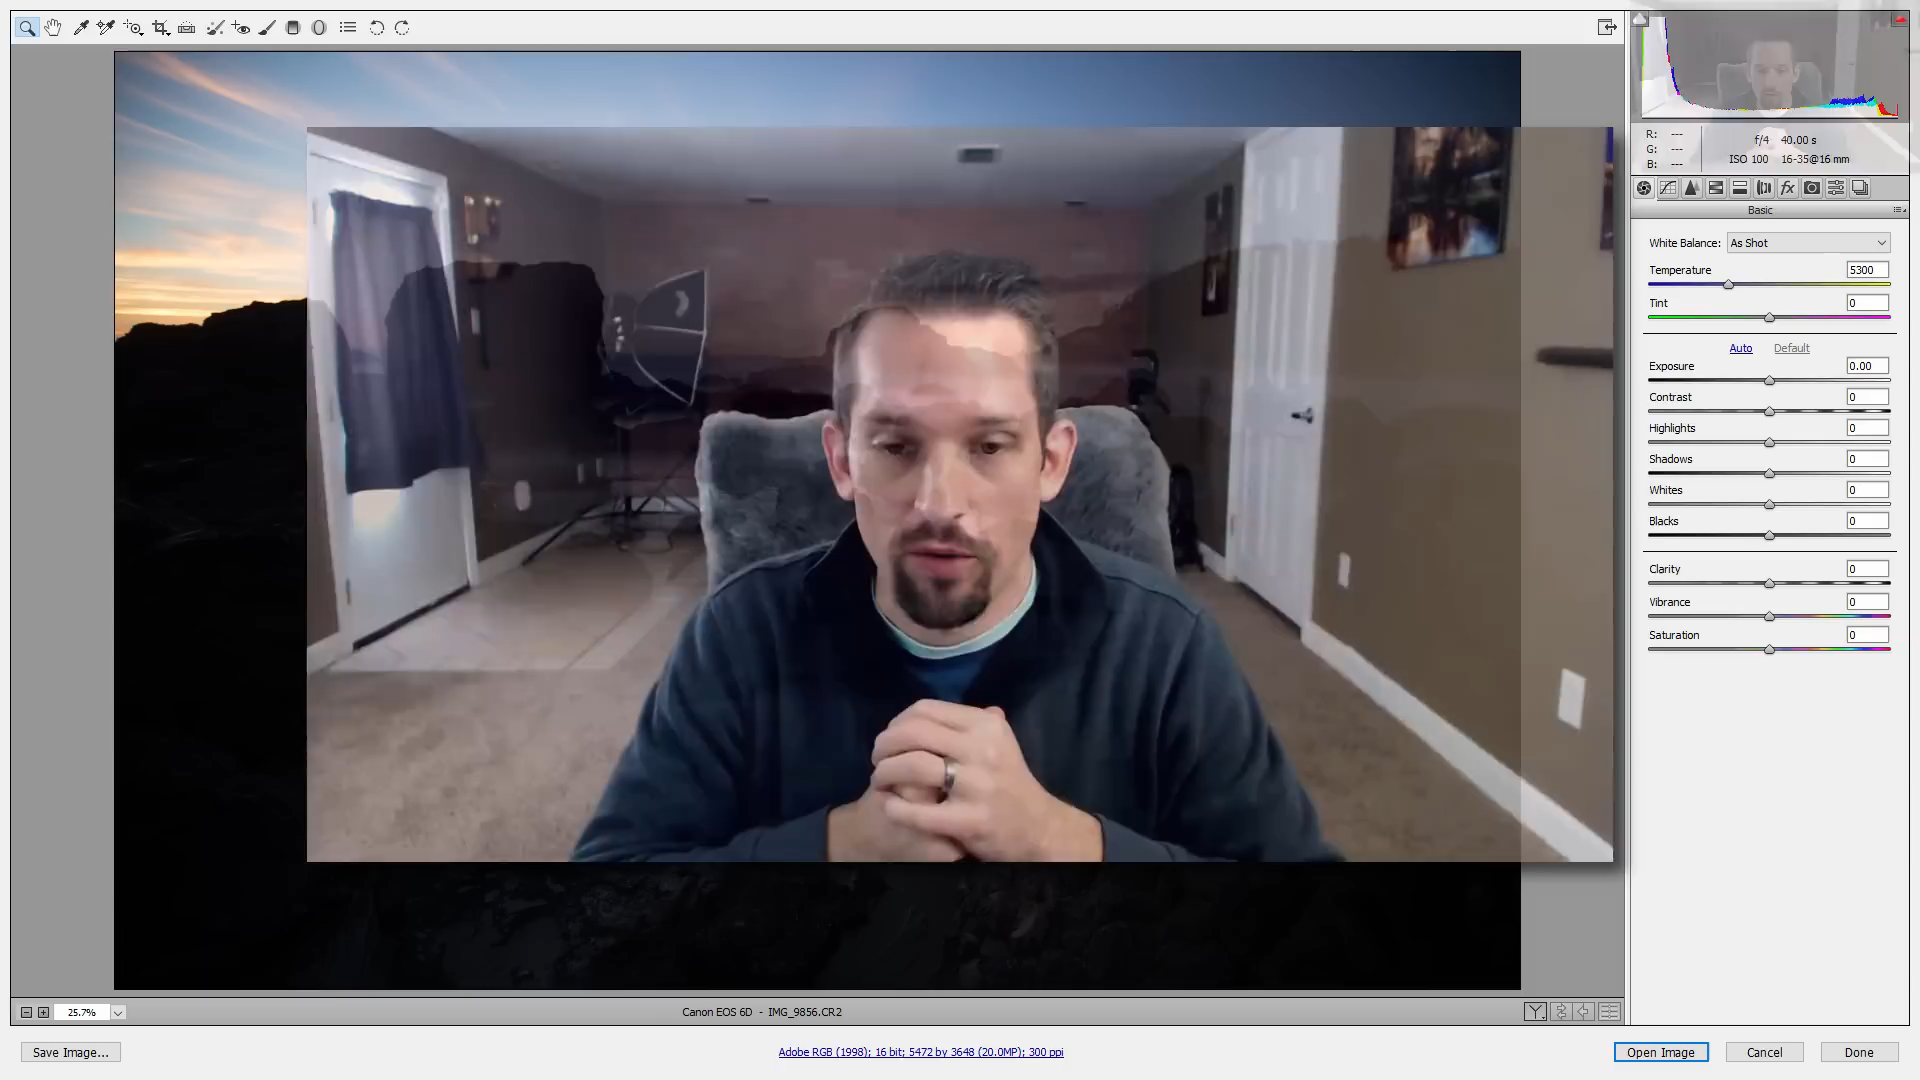 R: ---
G: ---
B: ---
f/4 40.00 s
ISO 100 16-35@16 mm
fx
Basic
White Balance: As Shot
Temperature 5300
Tint 0
Auto Default
Exposure 0.00
Contrast 0
Highlights 0
Shadows 0
Whites 0
Blacks 0
Clarity 0
Vibrance 0
Saturation 0
25.7%
Canon EOS 6D - IMG_9856.CR2
Y
Save Image...
Adobe RGB (1998); 16 bit; 5472 by 3648 (20.0MP); 300 ppi
Open Image
Cancel
Done